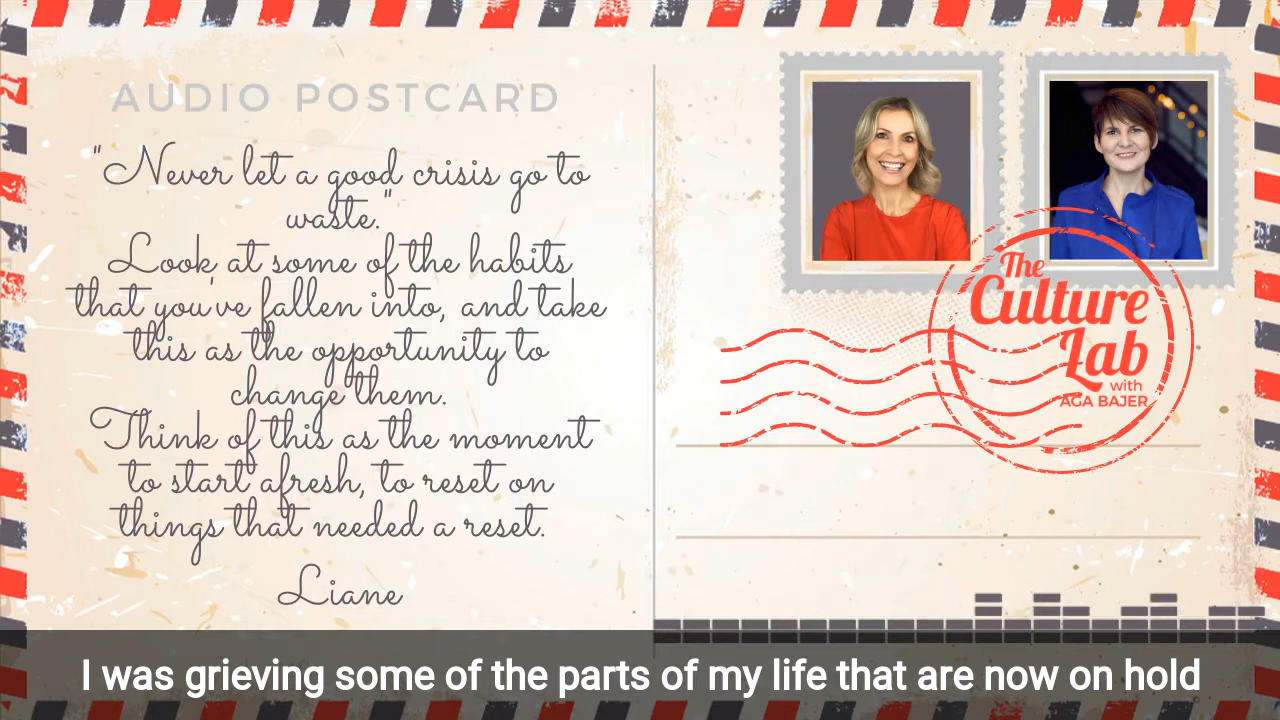 AUDIO POSTCARD
"Never let a good crisis go to
waste."
Look at some of the habits
that you've fallen into, and take
this as the opportunity to
change them.
Think of this as the moment
to start afresh, to reset on
things that needed a reset.
Liane
The
Culture
Lab
with
AGA BAJER
I was grieving some of the parts of my life that are now on hold